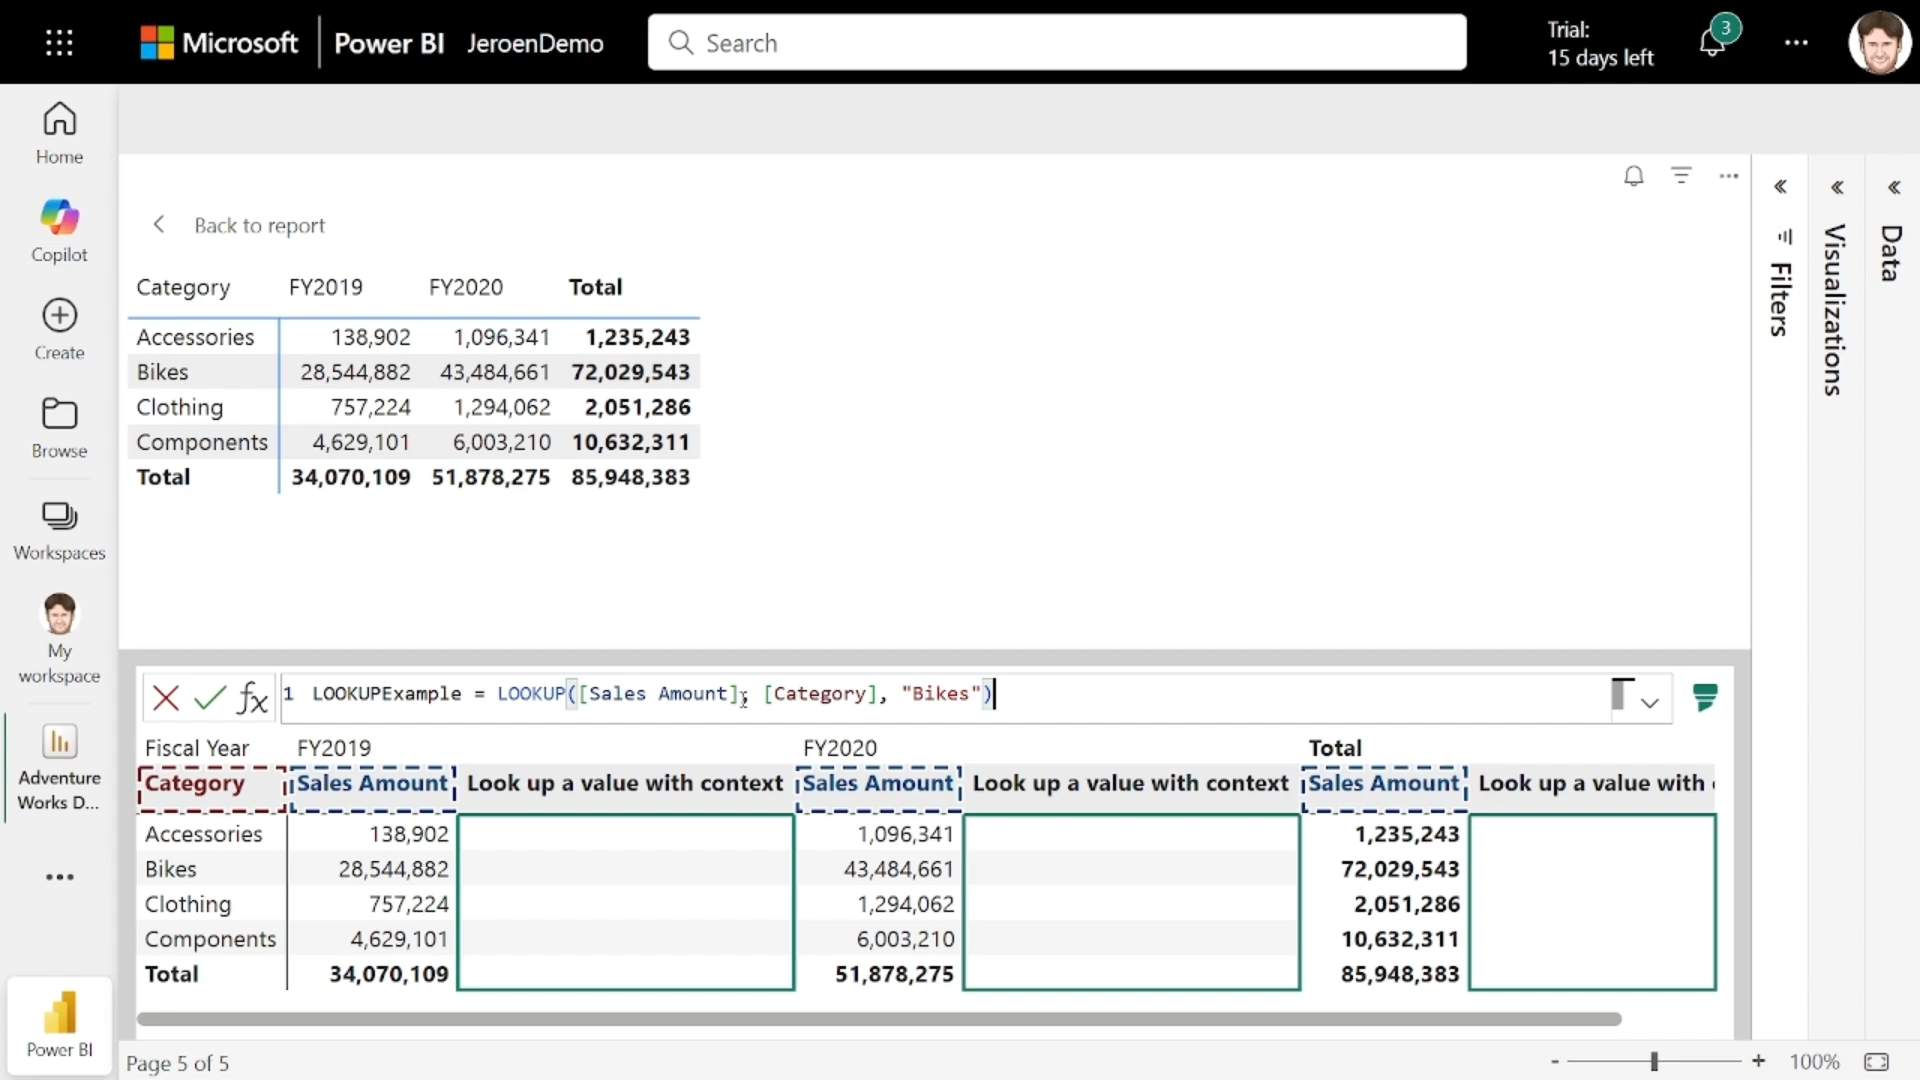 Microsoft Power BI JeroenDemo
Search
Trial:
15 days left
3
Home
Copilot
Create
Browse
Workspaces
My
workspace
Adventure
Works D...
Power BI
Back to report
Category FY2019 FY2020 Total
Accessories 138,902 1,096,341 1,235,243
Bikes 28,544,882 43,484,661 72,029,543
Clothing 757,224 1,294,062 2,051,286
Components 4,629,101 6,003,210 10,632,311
Total 34,070,109 51,878,275 85,948,383
Filters
Visualizations
Data
fx 1 LOOKUPExample = LOOKUP([Sales Amount], [Category], "Bikes")
Fiscal Year FY2019 FY2020 Total
Category Sales Amount Look up a value with context Sales Amount Look up a value with context Sales Amount Look up a value with
Accessories 138,902 1,096,341 1,235,243
Bikes 28,544,882 43,484,661 72,029,543
Clothing 757,224 1,294,062 2,051,286
Components 4,629,101 6,003,210 10,632,311
Total 34,070,109 51,878,275 85,948,383
Page 5 of 5
- + 100%